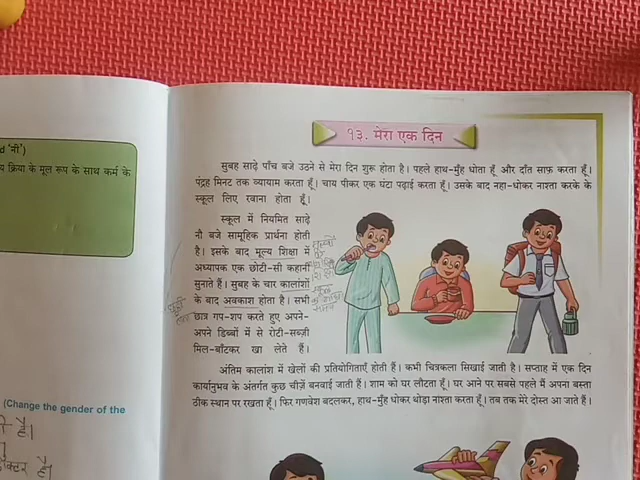 १३. मेरा एक दिन
सुबह साढ़े पाँच बजे उठने से मेरा दिन शुरू होता है। पहले हाथ-मुँह धोता हूँ और दाँत साफ़ करता हूँ।
पंद्रह मिनट तक व्यायाम करता हूँ। चाय पीकर एक घंटा पढ़ाई करता हूँ। उसके बाद नहा-धोकर नाश्ता करके के
स्कूल लिए रवाना होता हूँ।
स्कूल में नियमित साढ़े
नौ बजे सामूहिक प्रार्थना होती
है। इसके बाद मूल्य शिक्षा में
अध्यापक एक छोटी-सी कहानी
सुनाते हैं। सुबह के चार कालांशों
के बाद अवकाश होता है। सभी
छात्र गप-शप करते हुए अपने-
अपने डिब्बों में से रोटी-सब्ज़ी
मिल-बाँटकर खा लेते हैं।
अंतिम कालांश में खेलों की प्रतियोगिताएँ होती हैं। कभी चित्रकला सिखाई जाती है। सप्ताह में एक दिन
कार्यानुभव के अंतर्गत कुछ चीज़ें बनवाई जाती हैं। शाम को घर लौटता हूँ। घर आने पर सबसे पहले मैं अपना बस्ता
ठीक स्थान पर रखता हूँ। फिर गणवेश बदलकर, हाथ-मुँह धोकर थोड़ा नाश्ता करता हूँ। तब तक मेरे दोस्त आ जाते हैं।
d 'नी')
य क्रिया के मूल रूप के साथ कर्म के
(Change the gender of the